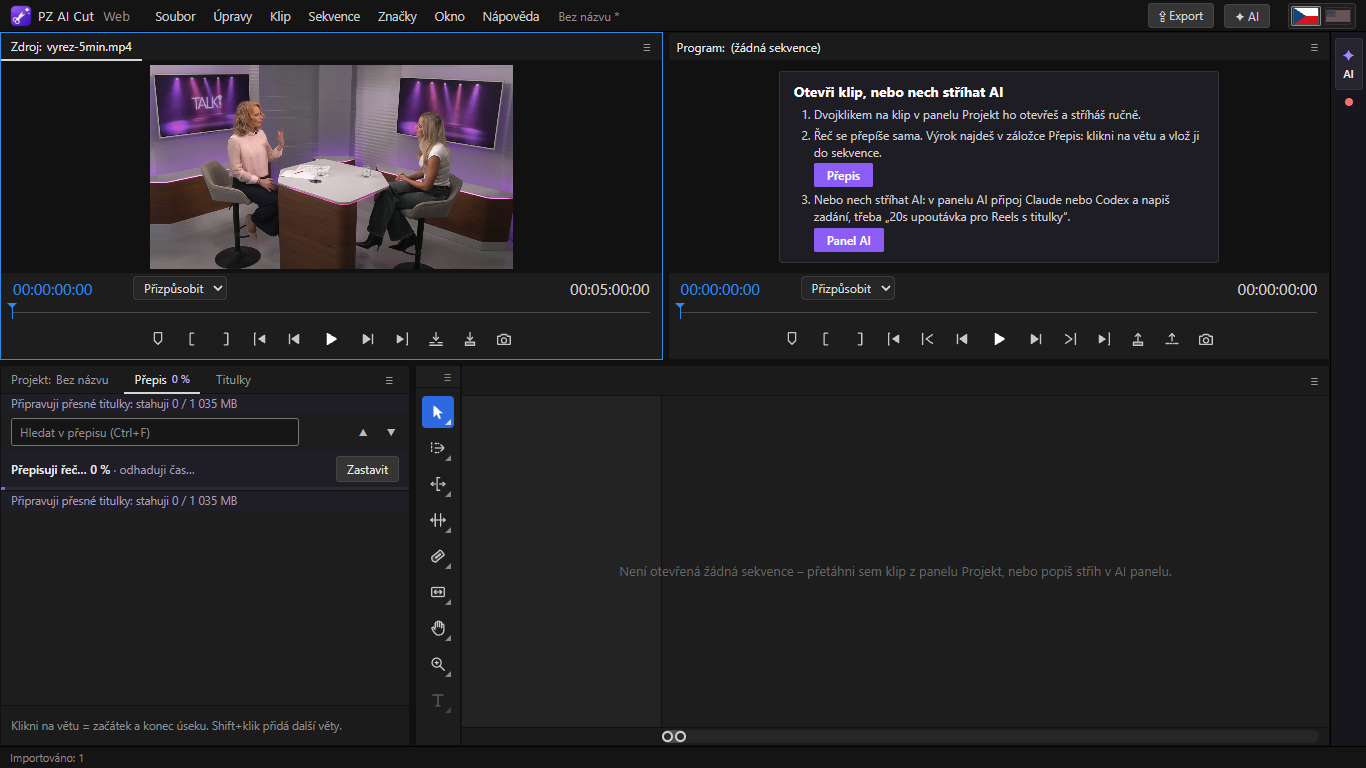 PZ AI Cut Web Soubor Úpravy Klip Sekvence Značky Okno Nápověda Bez názvu * Export AI
Zdroj: vyrez-5min.mp4
TALK?
00:00:00:00 Přizpůsobit 00:05:00:00
Program: (žádná sekvence)
Otevři klip, nebo nech stříhat AI
1. Dvojklikem na klip v panelu Projekt ho otevřeš a stříháš ručně.
2. Řeč se přepíše sama. Výrok najdeš v záložce Přepis: klikni na větu a vlož ji
do sekvence.
Přepis
3. Nebo nech stříhat AI: v panelu AI připoj Claude nebo Codex a napiš
zadání, třeba „20s upoutávka pro Reels s titulky“.
Panel AI
00:00:00:00 Přizpůsobit 00:00:00:00
AI
Projekt: Bez názvu Přepis 0 % Titulky
Připravuji přesné titulky: stahuji 0 / 1 035 MB
Hledat v přepisu (Ctrl+F)
Přepisuji řeč... 0 % · odhaduji čas... Zastavit
Připravuji přesné titulky: stahuji 0 / 1 035 MB
Klikni na větu = začátek a konec úseku. Shift+klik přidá další věty.
Není otevřená žádná sekvence – přetáhni sem klip z panelu Projekt, nebo popiš střih v AI panelu.
Importováno: 1